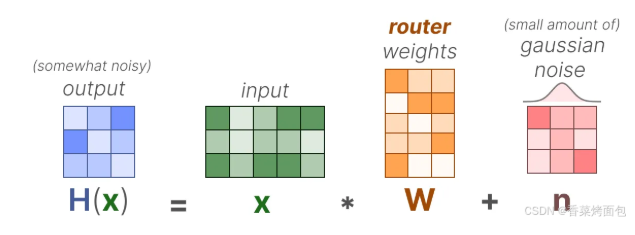 (somewhat noisy)
output
input
router
weights
(small amount of)
gaussian
noise
H(x) = x * W + n
CSDN @香菜烤面包